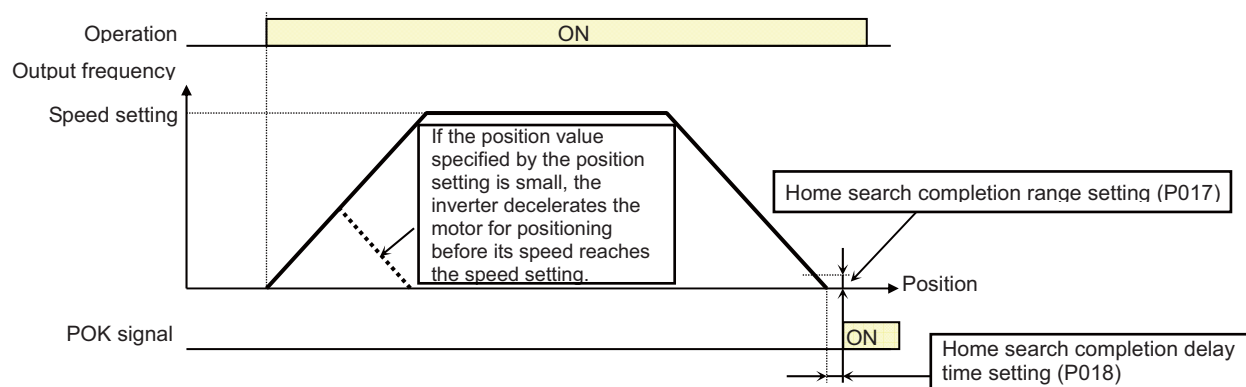 Operation
ON
Output frequency
Speed setting
If the position value
specified by the position
setting is small, the
inverter decelerates the
motor for positioning
before its speed reaches
the speed setting.
Home search completion range setting (P017)
Position
POK signal
ON
Home search completion delay
time setting (P018)